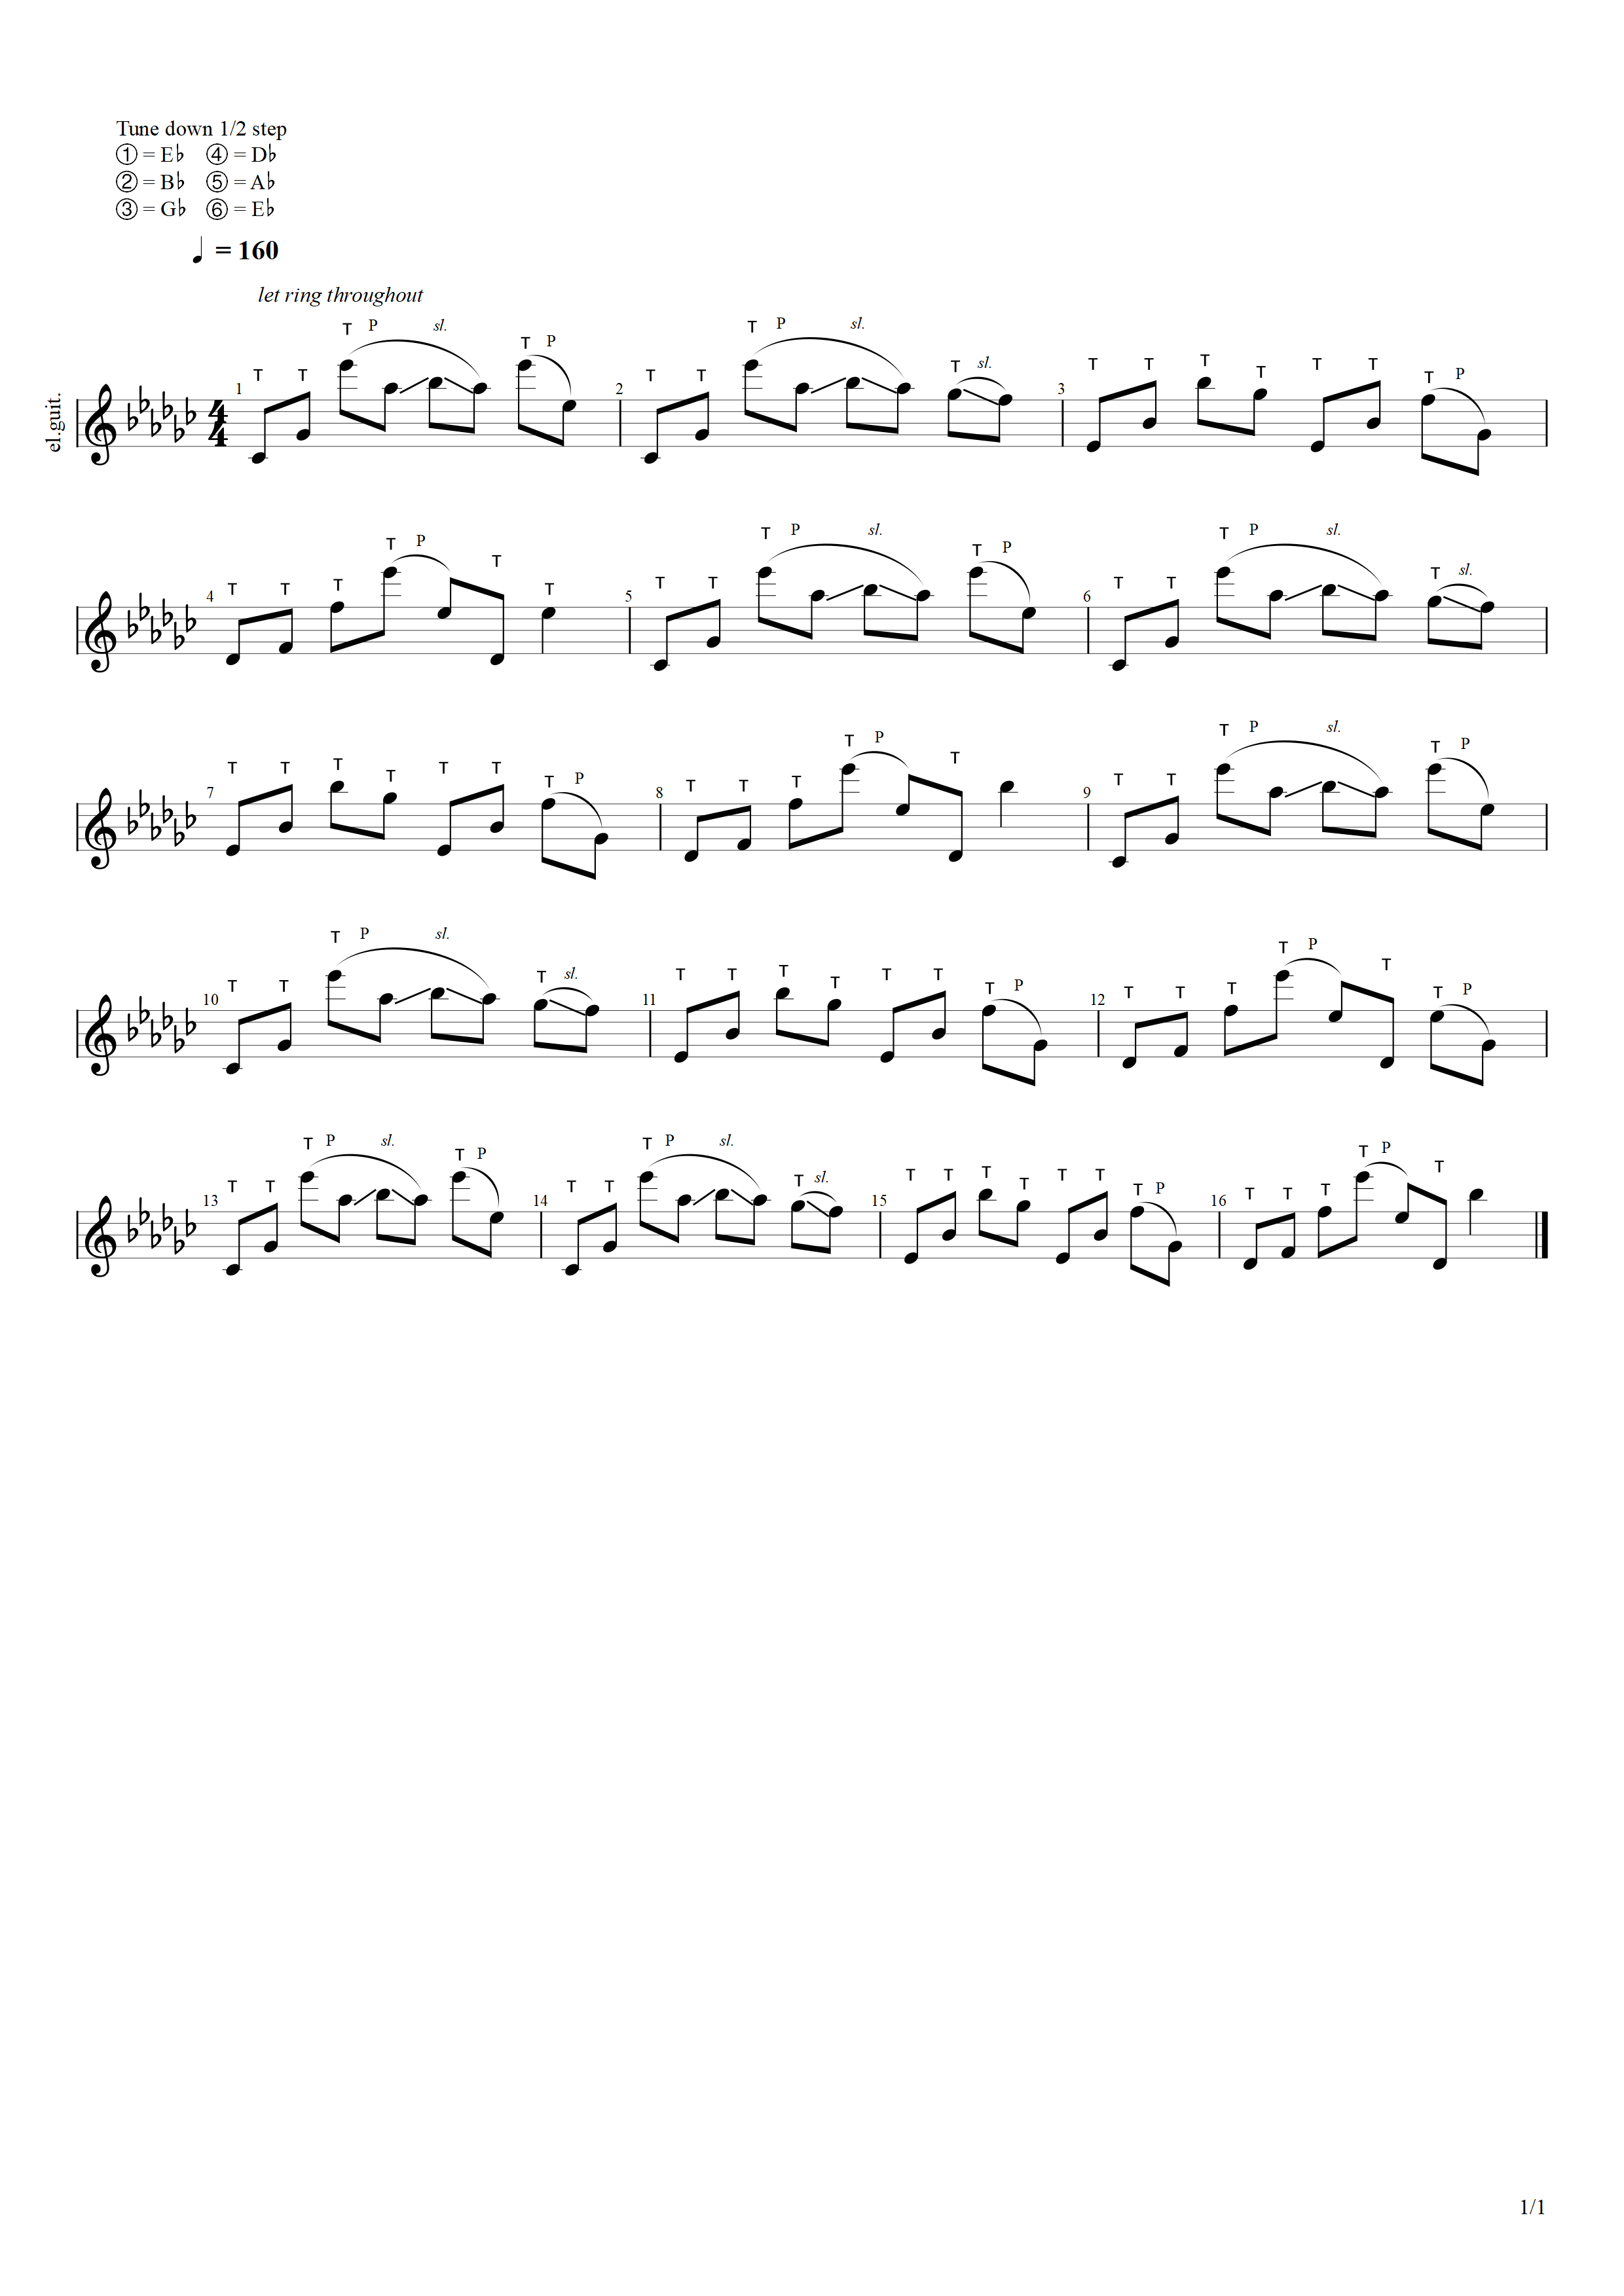 Tune down 1/2 step
① = E♭ ④ = D♭
② = B♭ ⑤ = A♭
③ = G♭ ⑥ = E♭
♩ = 160
let ring throughout
T T T P sl. T P T T T P sl. T sl. T T T T T T T P
el.guit. 4/4 1 2 3
T T T T P T T T T T P sl. T P T T T P sl. T sl.
4 5 6
T T T T T T T P T T T T P T T T T P sl. T P
7 8 9
T T T P sl. T sl. T T T T T T T P T T T T P T T P
10 11 12
T T T P sl. T P T T T P sl. T sl. T T T T T T T P T T T T P T
13 14 15 16
1/1